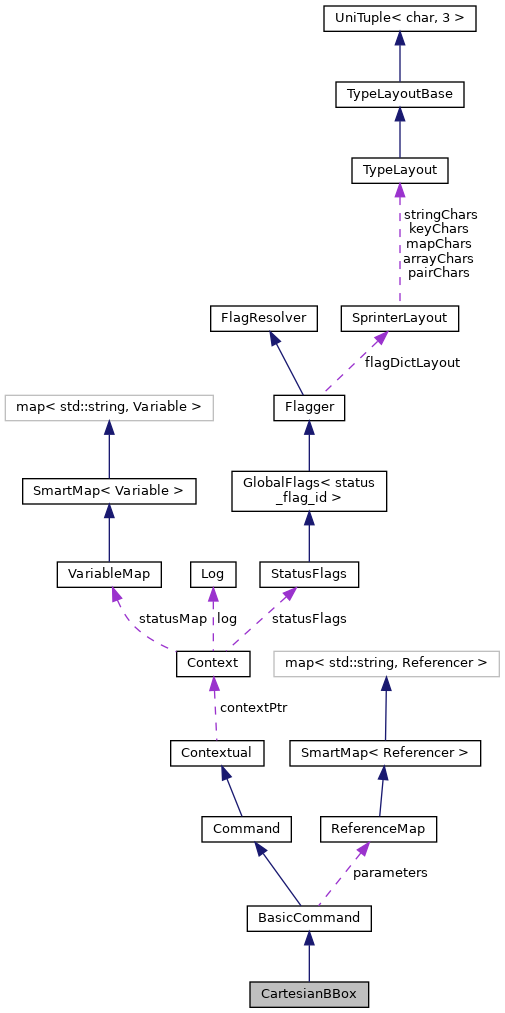 UniTuple< char, 3 >
TypeLayoutBase
TypeLayout
stringChars
keyChars
mapChars
arrayChars
pairChars
FlagResolver
SprinterLayout
flagDictLayout
map< std::string, Variable >
Flagger
SmartMap< Variable >
GlobalFlags< status
_flag_id >
VariableMap
Log
StatusFlags
statusMap
log
statusFlags
Context
map< std::string, Referencer >
contextPtr
Contextual
SmartMap< Referencer >
Command
ReferenceMap
parameters
BasicCommand
CartesianBBox